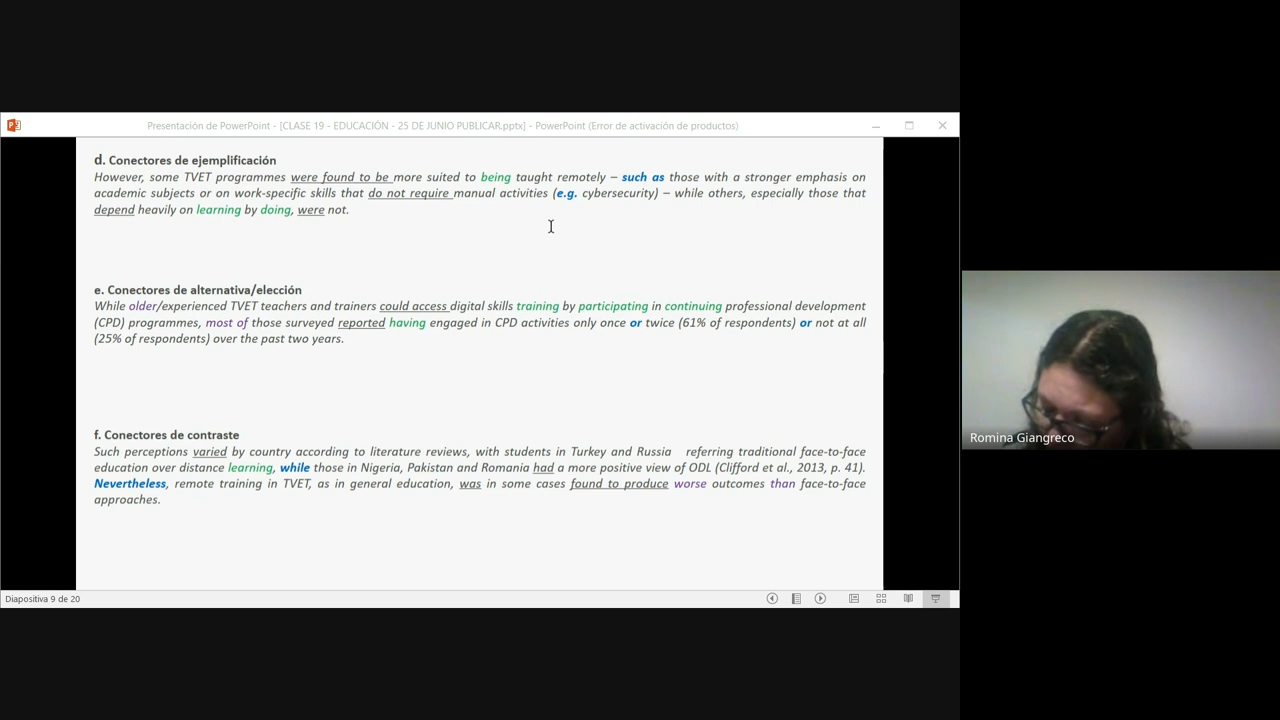 Presentación de PowerPoint - [CLASE 19 - EDUCACIÓN - 25 DE JUNIO PUBLICAR.pptx] - PowerPoint (Error de activación de productos)
d. Conectores de ejemplificación
However, some TVET programmes were found to be more suited to being taught remotely – such as those with a stronger emphasis on
academic subjects or on work-specific skills that do not require manual activities (e.g. cybersecurity) – while others, especially those that
depend heavily on learning by doing, were not.
e. Conectores de alternativa/elección
While older/experienced TVET teachers and trainers could access digital skills training by participating in continuing professional development
(CPD) programmes, most of those surveyed reported having engaged in CPD activities only once or twice (61% of respondents) or not at all
(25% of respondents) over the past two years.
f. Conectores de contraste
Such perceptions varied by country according to literature reviews, with students in Turkey and Russia referring traditional face-to-face
education over distance learning, while those in Nigeria, Pakistan and Romania had a more positive view of ODL (Clifford et al., 2013, p. 41).
Nevertheless, remote training in TVET, as in general education, was in some cases found to produce worse outcomes than face-to-face
approaches.
Romina Giangreco
Diapositiva 9 de 20